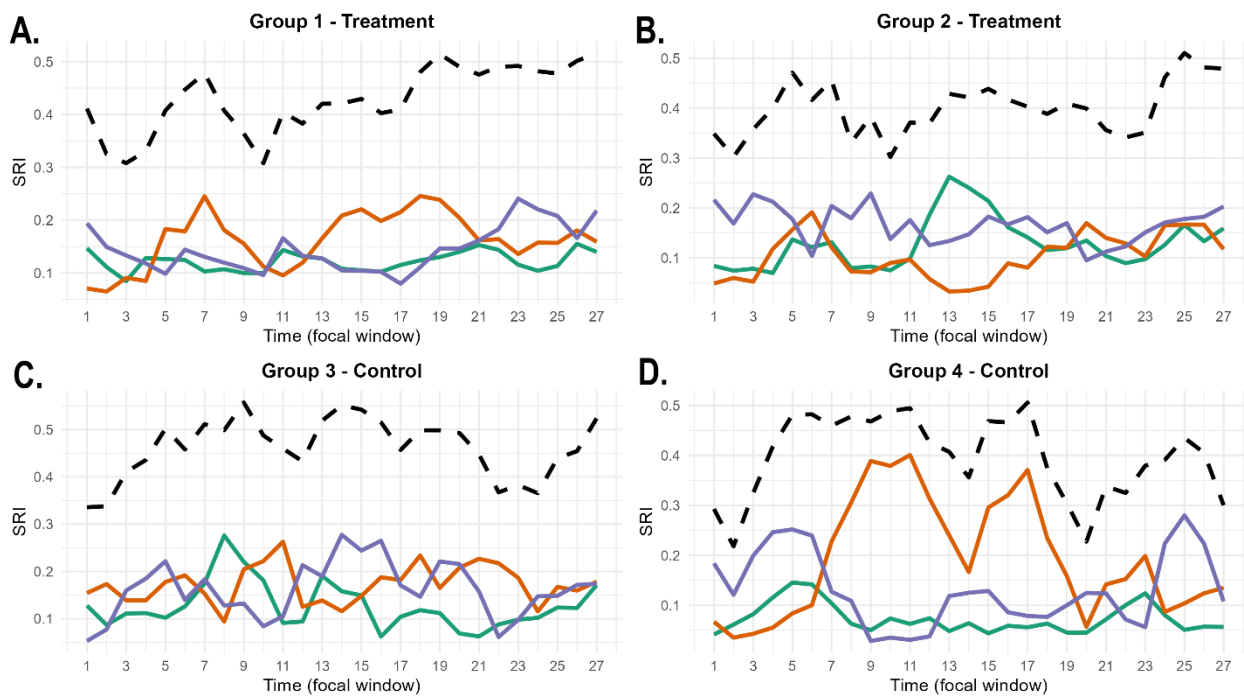 A.
Group 1 - Treatment
SRI
0.5
0.4
0.3
0.2
0.1
1 3 5 7 9 11 13 15 17 19 21 23 25 27
Time (focal window)
B.
Group 2 - Treatment
SRI
0.5
0.4
0.3
0.2
0.1
1 3 5 7 9 11 13 15 17 19 21 23 25 27
Time (focal window)
C.
Group 3 - Control
SRI
0.5
0.4
0.3
0.2
0.1
1 3 5 7 9 11 13 15 17 19 21 23 25 27
Time (focal window)
D.
Group 4 - Control
SRI
0.5
0.4
0.3
0.2
0.1
1 3 5 7 9 11 13 15 17 19 21 23 25 27
Time (focal window)